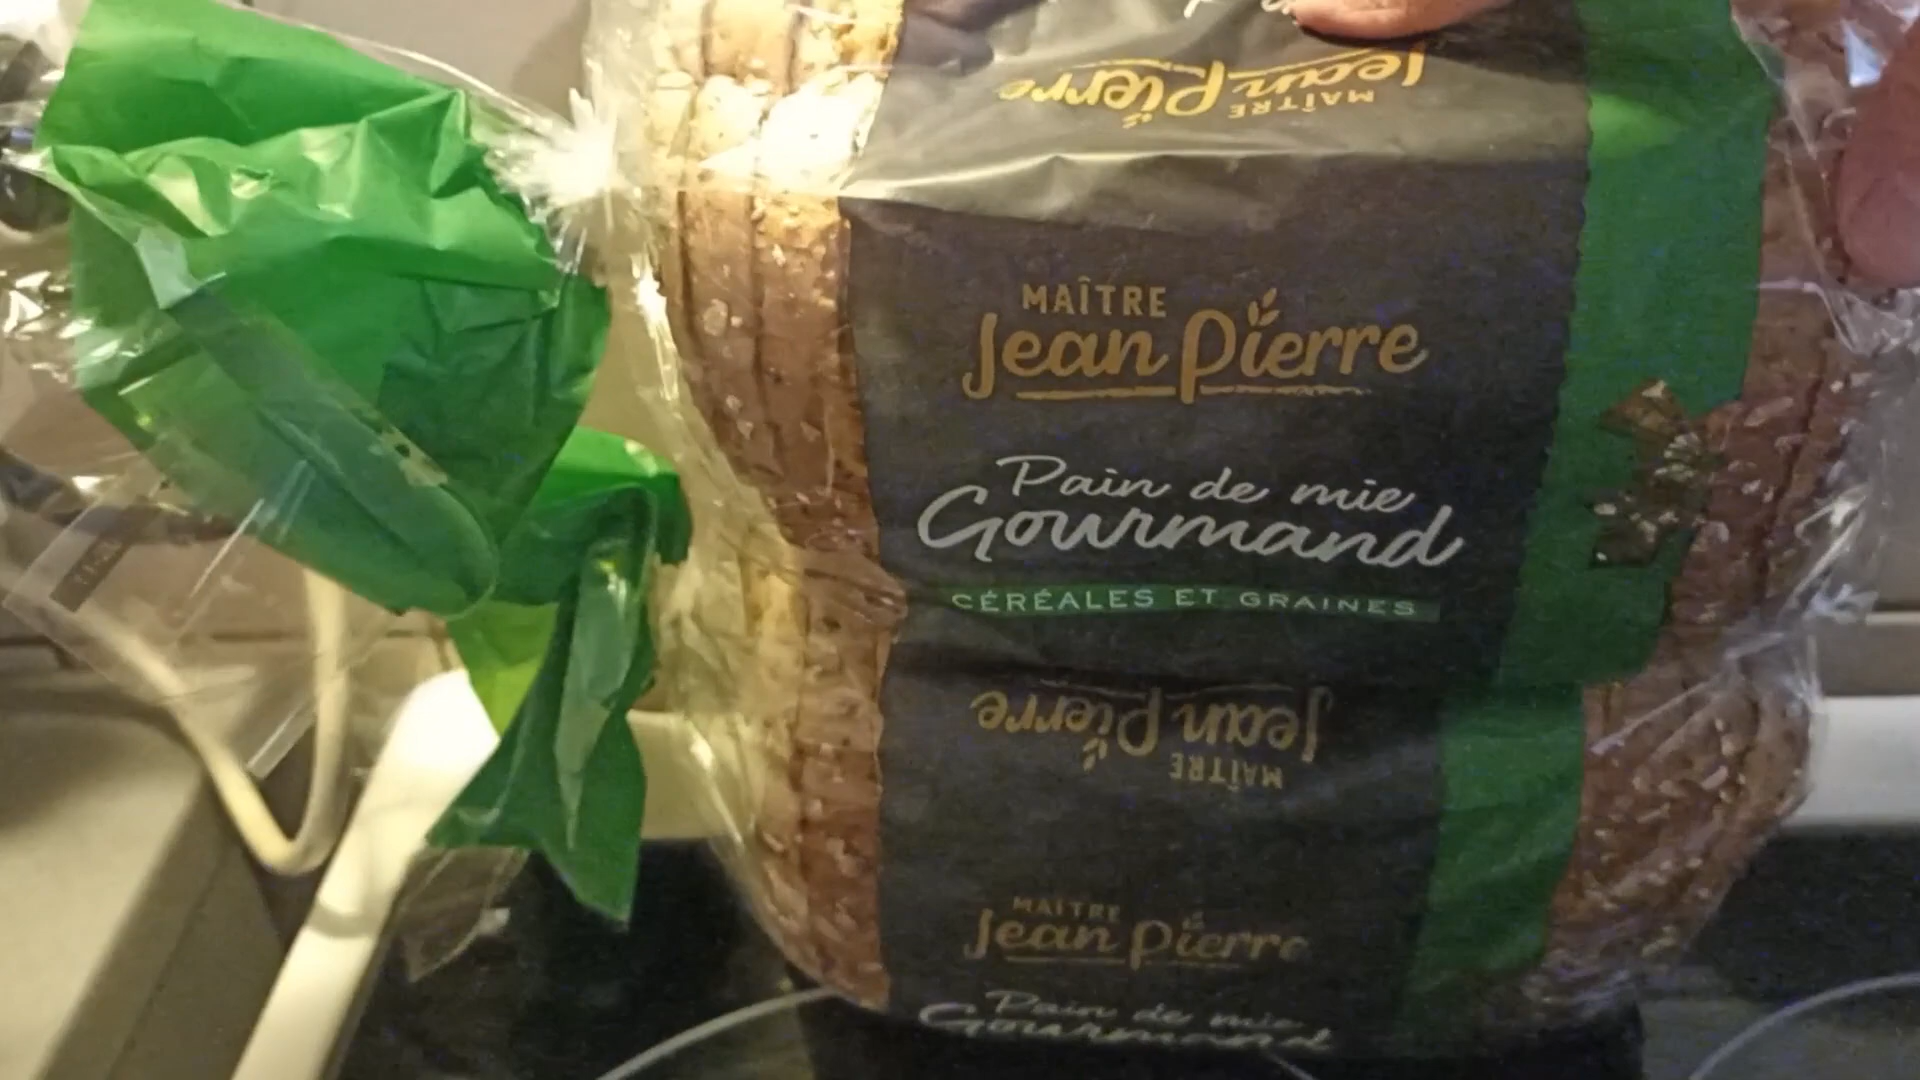 MAÎTRE
Jean Pierre
MAÎTRE
Jean Pierre
Pain de mie
Gourmand
CÉRÉALES ET GRAINES
Jean Pierre
MAÎTRE
MAÎTRE
Jean Pierre
Pain de mie
Gourmand